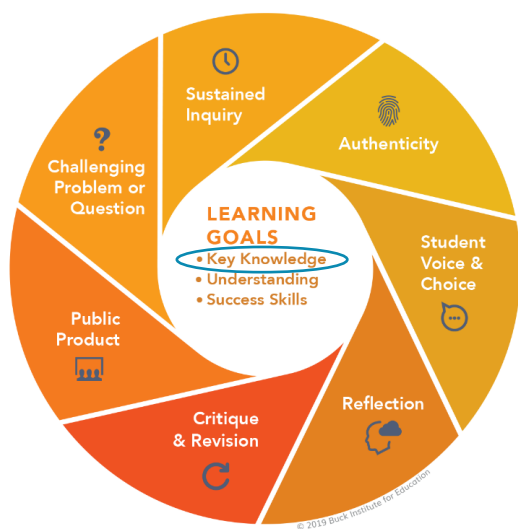 Sustained
Inquiry
Authenticity
?
Challenging
Problem or
Question
LEARNING
GOALS
• Key Knowledge
• Understanding
• Success Skills
Student
Voice &
Choice
Public
Product
Reflection
Critique
& Revision
© 2019 Buck Institute for Education